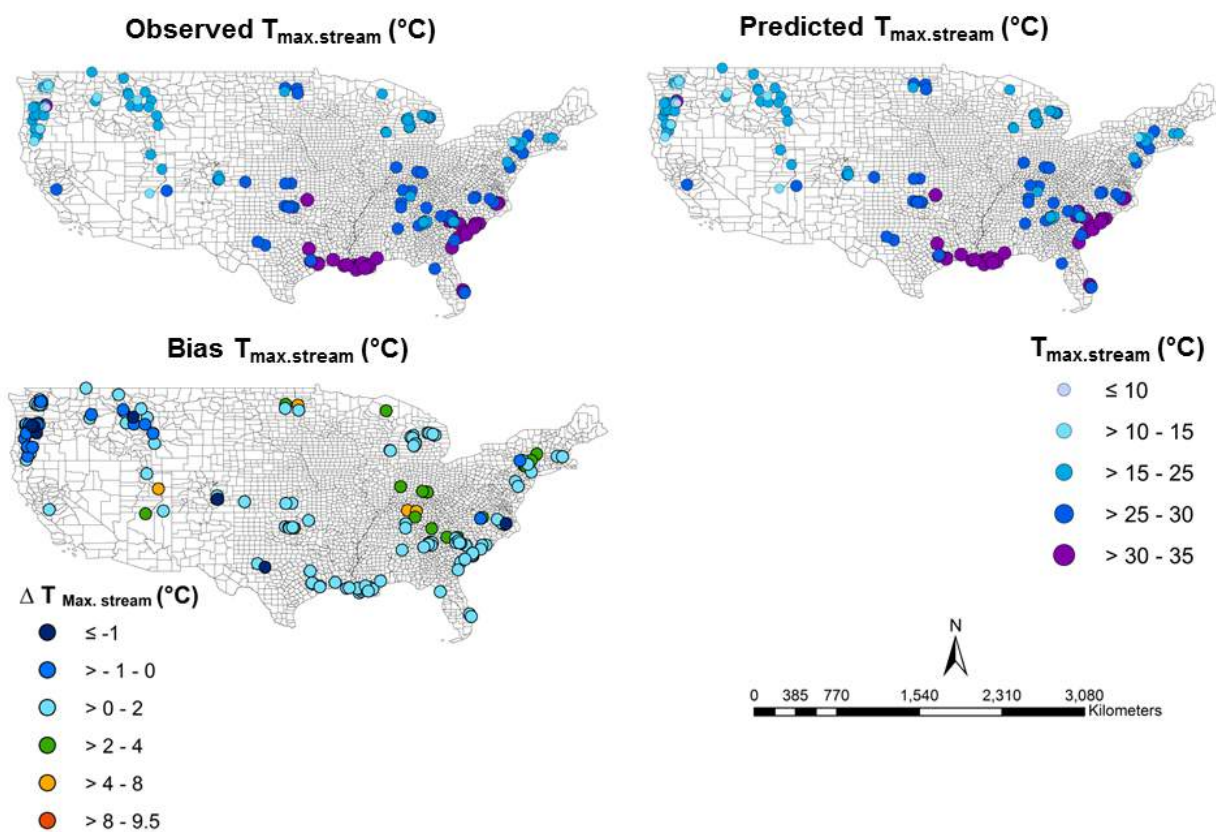 Observed Tmax.stream (°C)
Predicted Tmax.stream (°C)
Bias Tmax.stream (°C)
Δ T Max. stream (°C)
≤ -1
> - 1 - 0
> 0 - 2
> 2 - 4
> 4 - 8
> 8 - 9.5
Tmax.stream (°C)
≤ 10
> 10 - 15
> 15 - 25
> 25 - 30
> 30 - 35
N
0 385 770 1,540 2,310 3,080
Kilometers